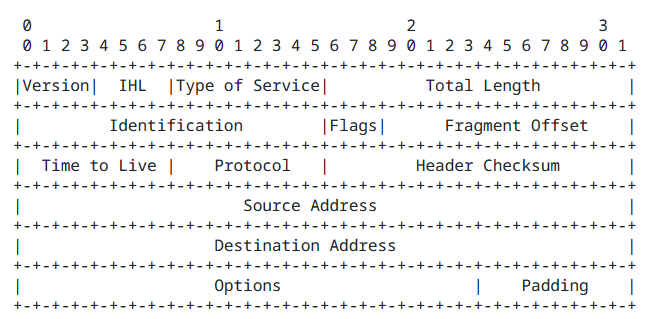 0                   1                   2                   3
 0 1 2 3 4 5 6 7 8 9 0 1 2 3 4 5 6 7 8 9 0 1 2 3 4 5 6 7 8 9 0 1
+-+-+-+-+-+-+-+-+-+-+-+-+-+-+-+-+-+-+-+-+-+-+-+-+-+-+-+-+-+-+-+-+
|Version|  IHL  |Type of Service|          Total Length         |
+-+-+-+-+-+-+-+-+-+-+-+-+-+-+-+-+-+-+-+-+-+-+-+-+-+-+-+-+-+-+-+-+
|         Identification        |Flags|      Fragment Offset    |
+-+-+-+-+-+-+-+-+-+-+-+-+-+-+-+-+-+-+-+-+-+-+-+-+-+-+-+-+-+-+-+-+
|  Time to Live |    Protocol   |         Header Checksum       |
+-+-+-+-+-+-+-+-+-+-+-+-+-+-+-+-+-+-+-+-+-+-+-+-+-+-+-+-+-+-+-+-+
|                       Source Address                          |
+-+-+-+-+-+-+-+-+-+-+-+-+-+-+-+-+-+-+-+-+-+-+-+-+-+-+-+-+-+-+-+-+
|                    Destination Address                        |
+-+-+-+-+-+-+-+-+-+-+-+-+-+-+-+-+-+-+-+-+-+-+-+-+-+-+-+-+-+-+-+-+
|                    Options                    |    Padding    |
+-+-+-+-+-+-+-+-+-+-+-+-+-+-+-+-+-+-+-+-+-+-+-+-+-+-+-+-+-+-+-+-+